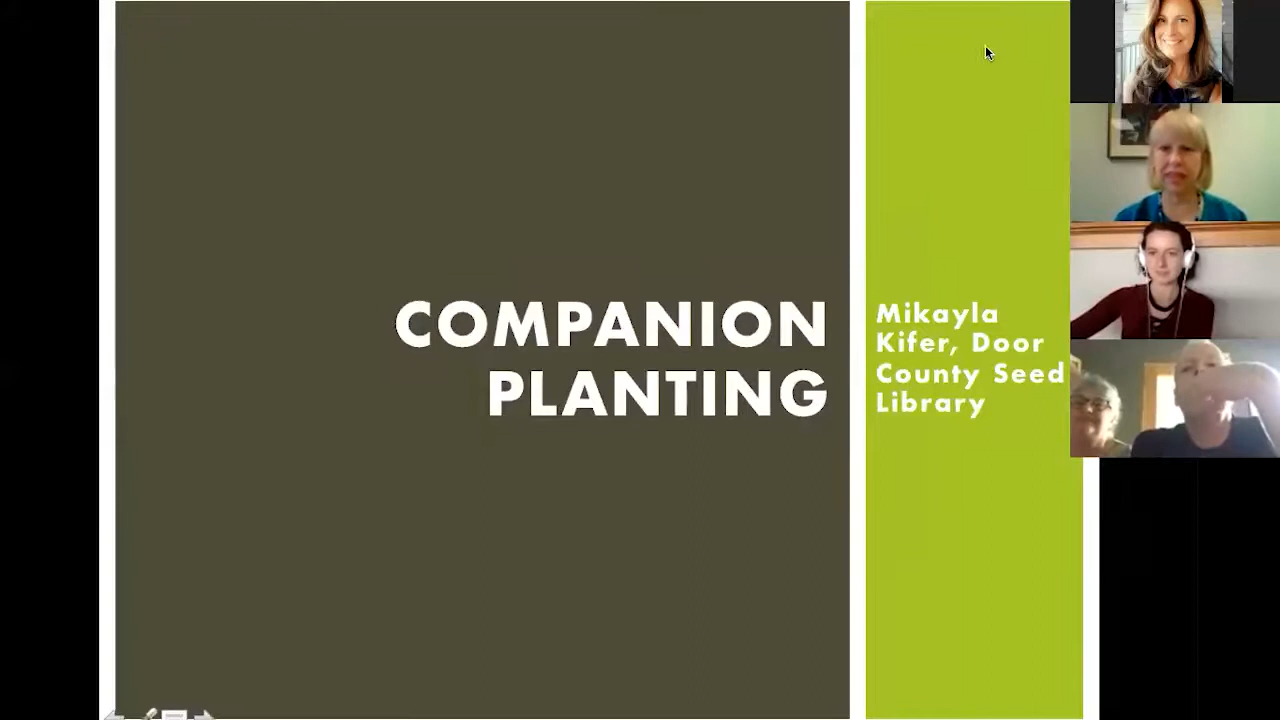 COMPANION
PLANTING
Mikayla
Kifer, Door
County Seed
Library